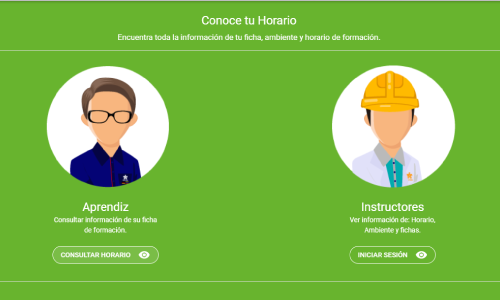 Conoce tu Horario
Encuentra toda la información de tu ficha, ambiente y horario de formación.
Aprendiz
Consultar información de su ficha
de formación.
CONSULTAR HORARIO
Instructores
Ver información de: Horario,
Ambiente y fichas.
INICIAR SESIÓN